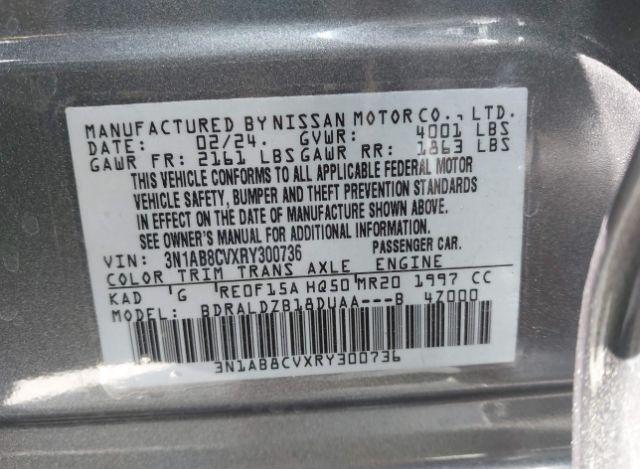 MANUFACTURED BY NISSAN MOTOR CO., LTD.
DATE: 02/24. GVWR: 4001 LBS
GAWR FR: 2161 LBS GAWR RR: 1863 LBS
THIS VEHICLE CONFORMS TO ALL APPLICABLE FEDERAL MOTOR
VEHICLE SAFETY, BUMPER AND THEFT PREVENTION STANDARDS
IN EFFECT ON THE DATE OF MANUFACTURE SHOWN ABOVE.
SEE OWNER'S MANUAL FOR ADDITIONAL INFORMATION.
VIN: 3N1AB8CVXRY300736 PASSENGER CAR.
COLOR TRIM TRANS AXLE ENGINE
KAD G RE0F15A HQ50 MR20 1997 CC
MODEL: BDRALDZB18DUAA---B 4Z000
3N1AB8CVXRY300736